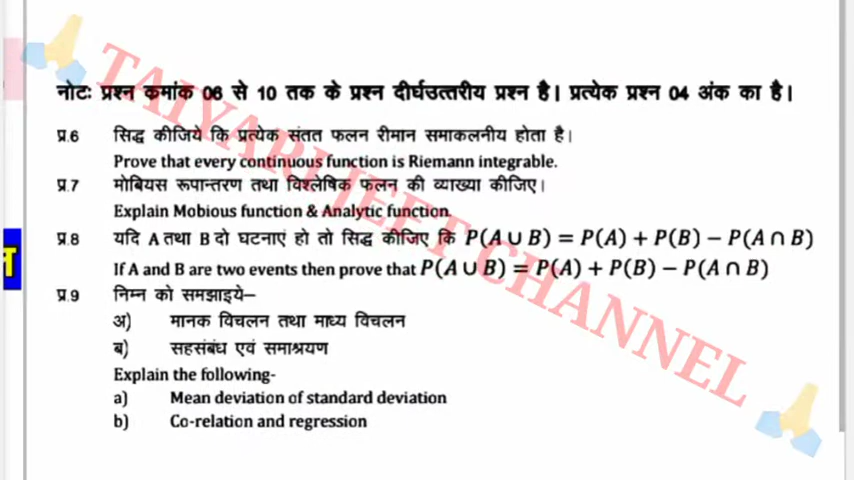 नोटः प्रश्न कमांक 06 से 10 तक के प्रश्न दीर्घउत्तरीय प्रश्न है। प्रत्येक प्रश्न 04 अंक का है।
प्र.6 सिद्ध कीजिये कि प्रत्येक संतत फलन रीमान समाकलनीय होता है।
Prove that every continuous function is Riemann integrable.
प्र.7 मोबियस रूपान्तरण तथा विश्लेषिक फलन की व्याख्या कीजिए।
Explain Mobious function & Analytic function.
प्र.8 यदि A तथा B दो घटनाएं हो तो सिद्ध कीजिए कि P(A ∪ B) = P(A) + P(B) − P(A ∩ B)
If A and B are two events then prove that P(A ∪ B) = P(A) + P(B) − P(A ∩ B)
प्र.9 निम्न को समझाइये–
अ) मानक विचलन तथा माध्य विचलन
ब) सहसंबंध एवं समाश्रयण
Explain the following-
a) Mean deviation of standard deviation
b) Co-relation and regression
TAIYARIJEET CHANNEL